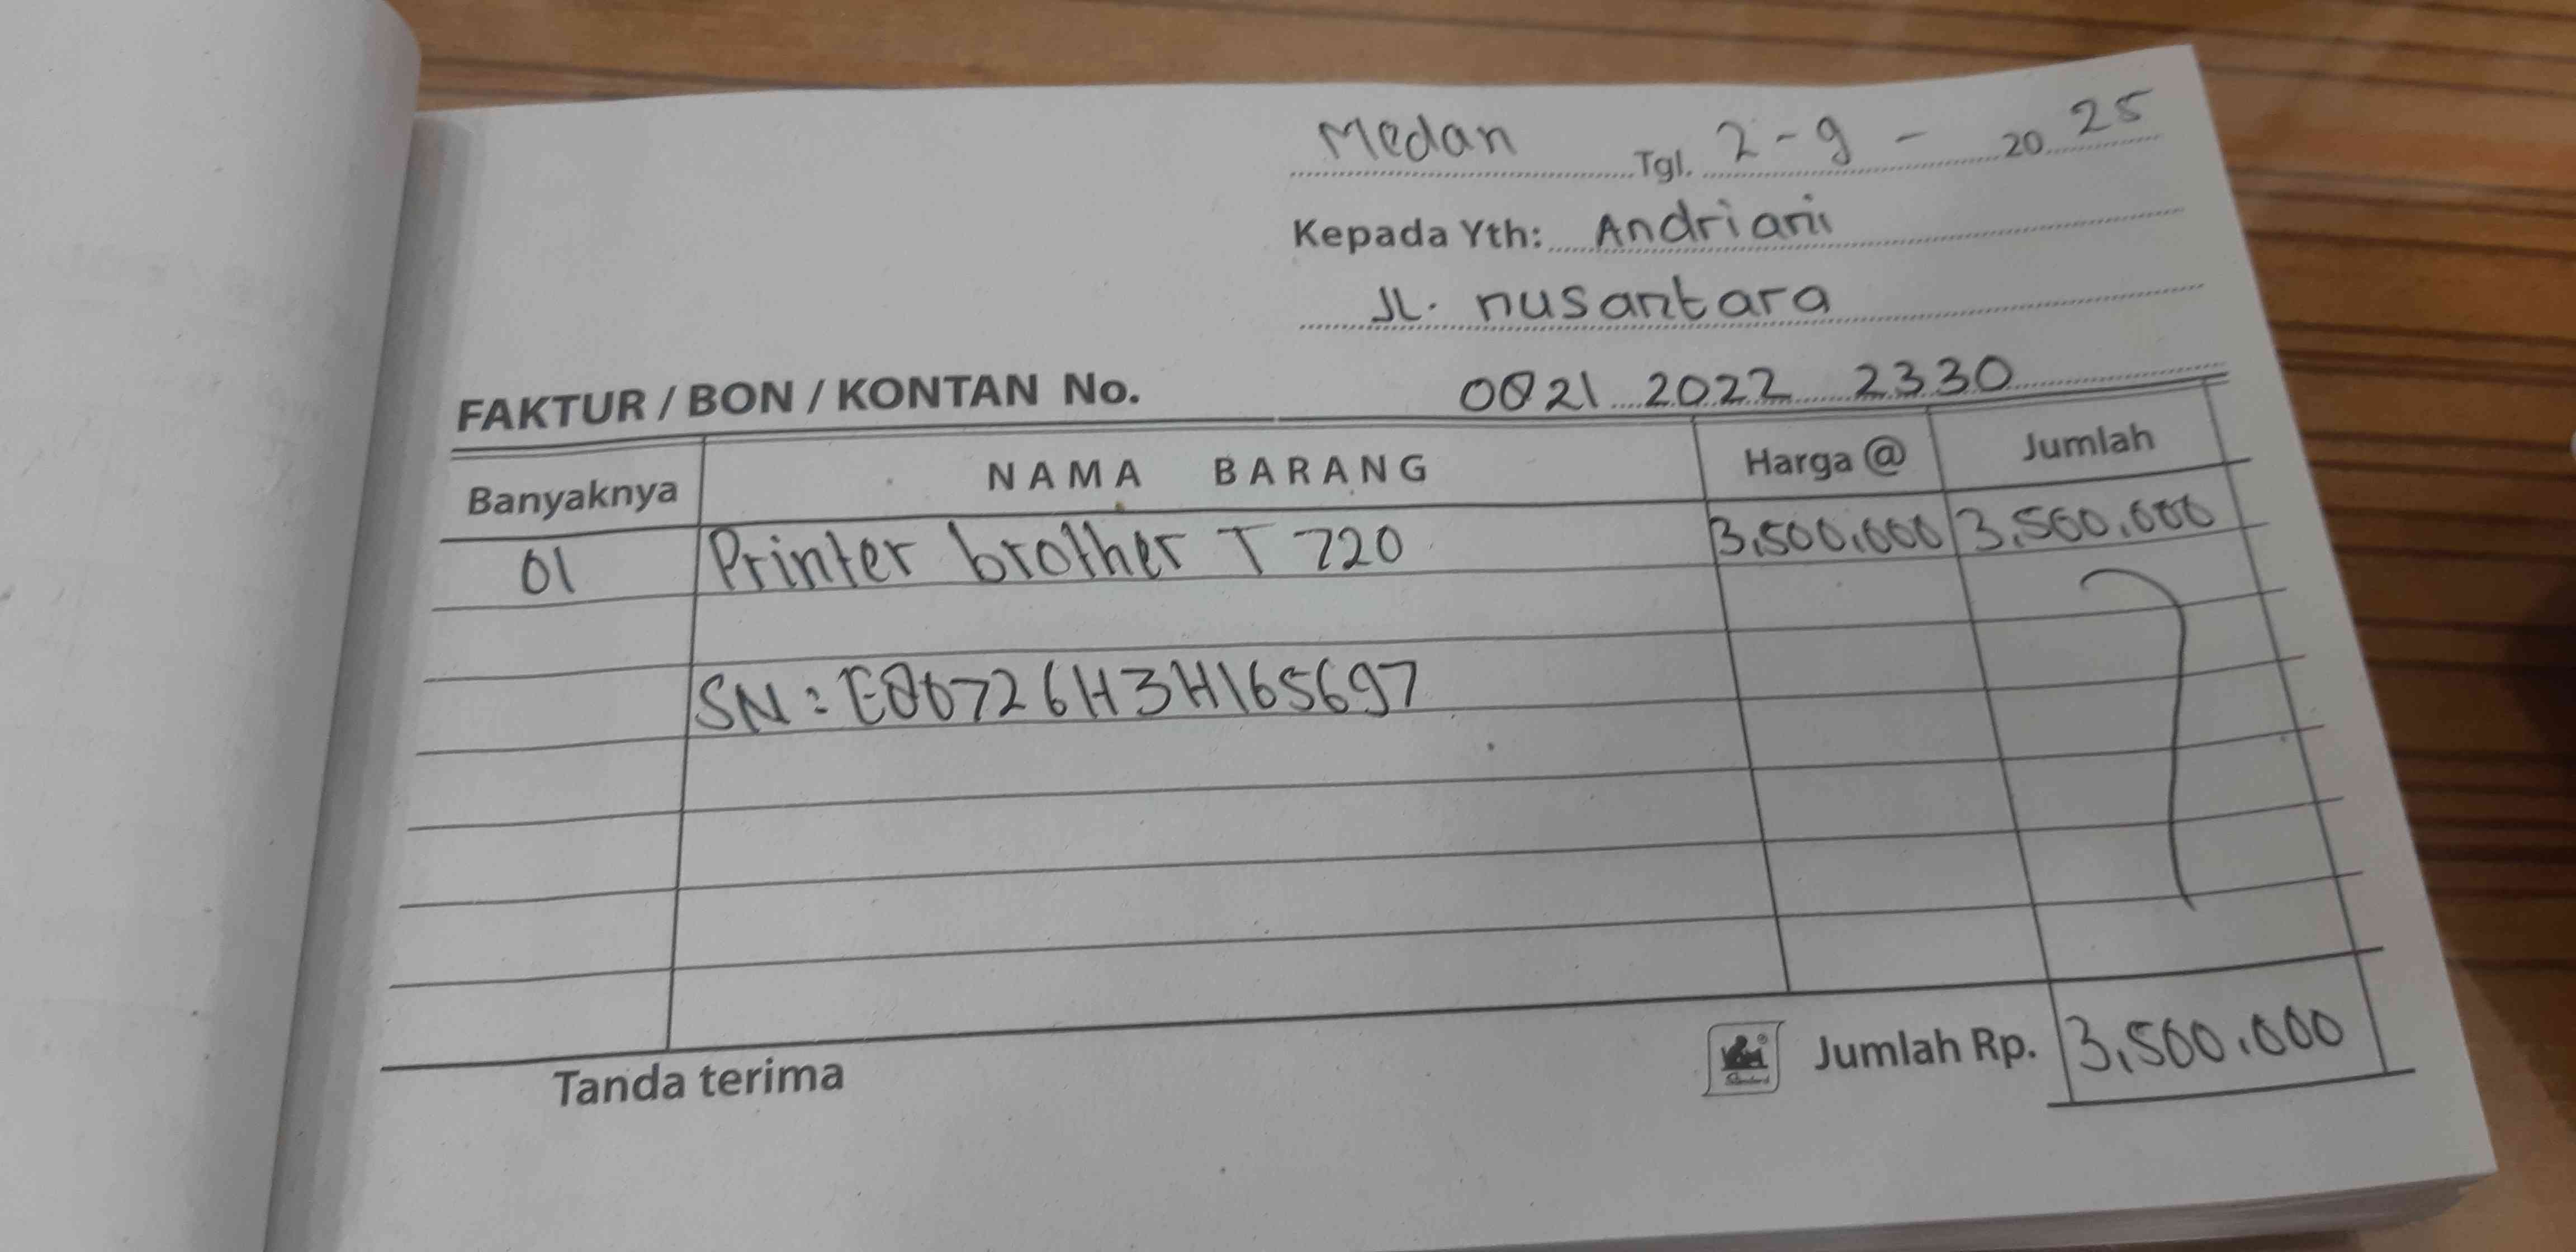 Medan Tgl. 2-9 - 20 25
Kepada Yth: Andriani
JL. nusantara
FAKTUR / BON / KONTAN No. 0021 2022 2330
Banyaknya NAMA BARANG Harga @ Jumlah
01 Printer brother T 720 3,500,000 3,500,000
SN : E80726H3H165697
Tanda terima Standard Jumlah Rp. 3,500,000